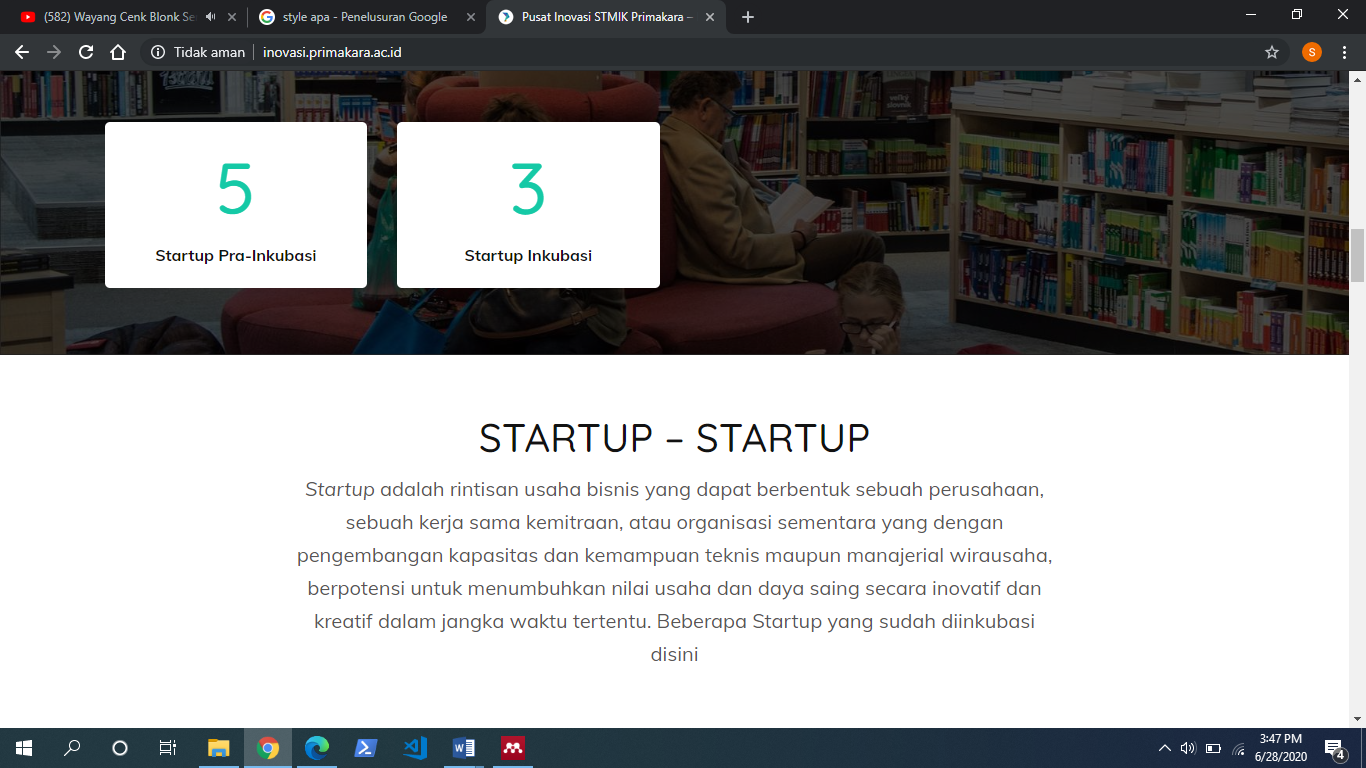 (582) Wayang Cenk Blonk Se
style apa - Penelusuran Google
Pusat Inovasi STMIK Primakara –
Tidak aman
inovasi.primakara.ac.id
S
5
Startup Pra-Inkubasi
3
Startup Inkubasi
STARTUP – STARTUP
Startup adalah rintisan usaha bisnis yang dapat berbentuk sebuah perusahaan,
sebuah kerja sama kemitraan, atau organisasi sementara yang dengan
pengembangan kapasitas dan kemampuan teknis maupun manajerial wirausaha,
berpotensi untuk menumbuhkan nilai usaha dan daya saing secara inovatif dan
kreatif dalam jangka waktu tertentu. Beberapa Startup yang sudah diinkubasi
disini
3:47 PM
6/28/2020
4